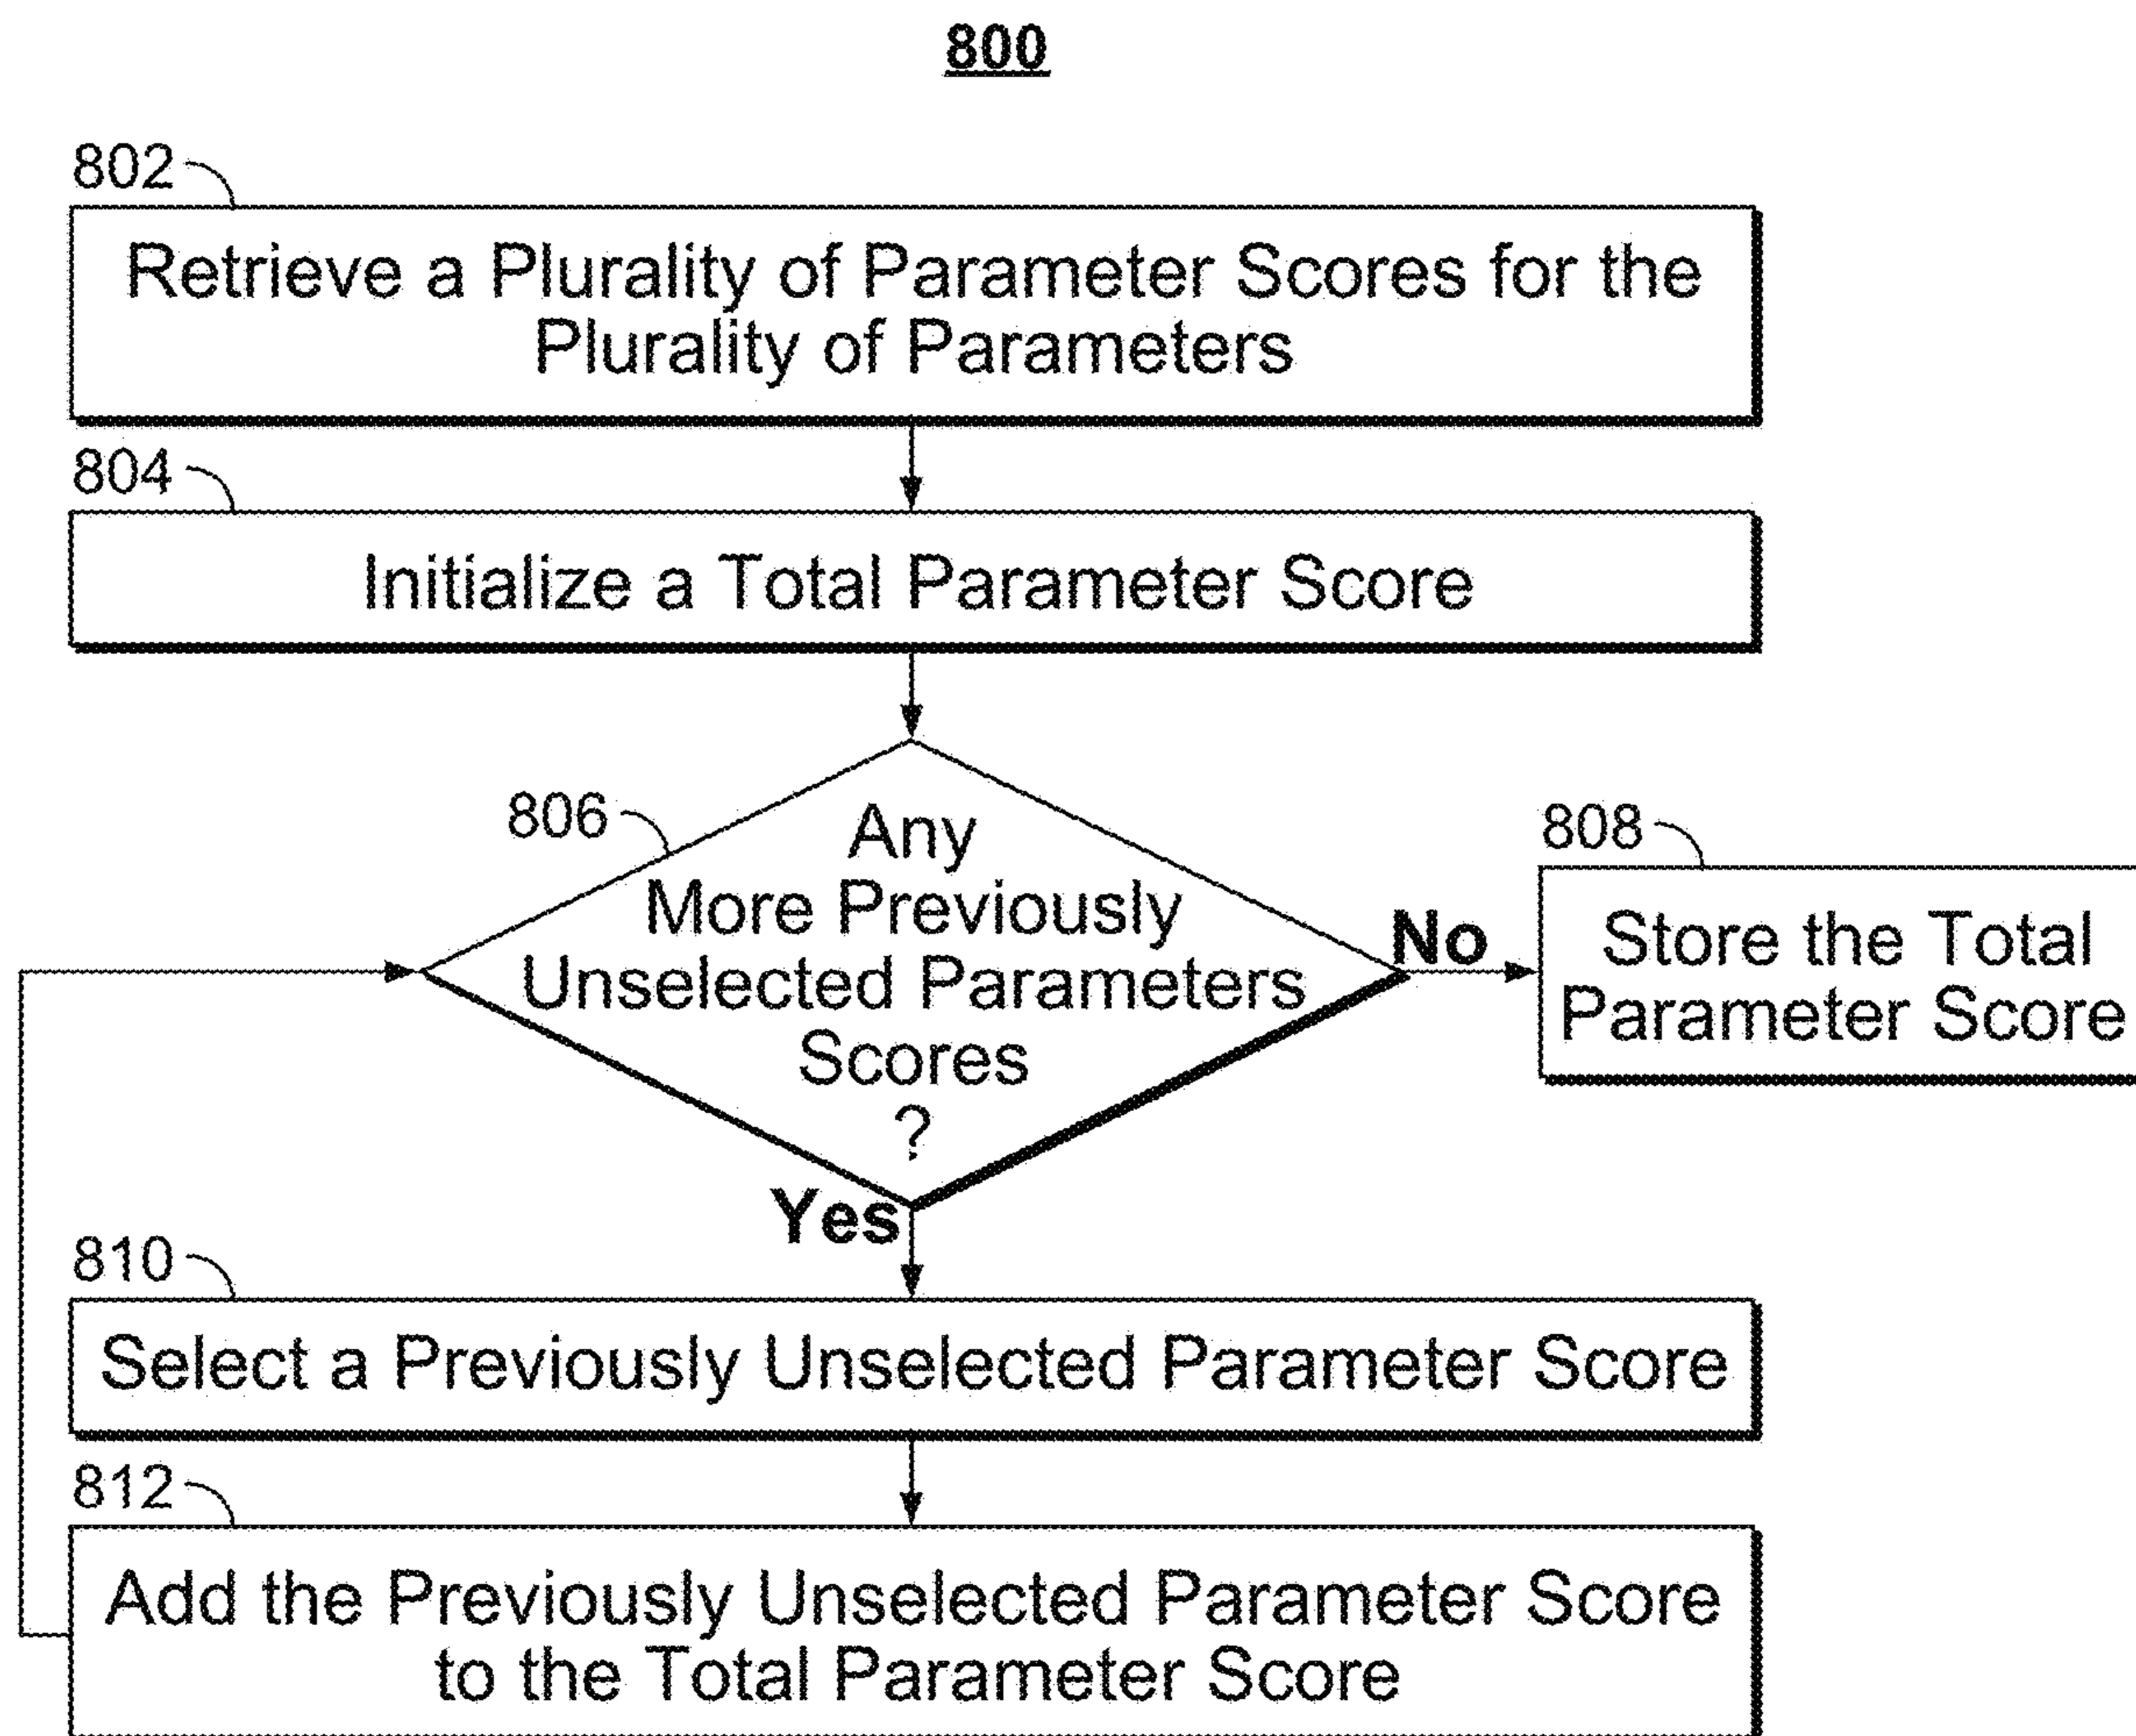 800
802
Retrieve a Plurality of Parameter Scores for the
Plurality of Parameters
804
Initialize a Total Parameter Score
806
Any
More Previously
Unselected Parameters
Scores
?
No
808
Store the Total
Parameter Score
Yes
810
Select a Previously Unselected Parameter Score
812
Add the Previously Unselected Parameter Score
to the Total Parameter Score